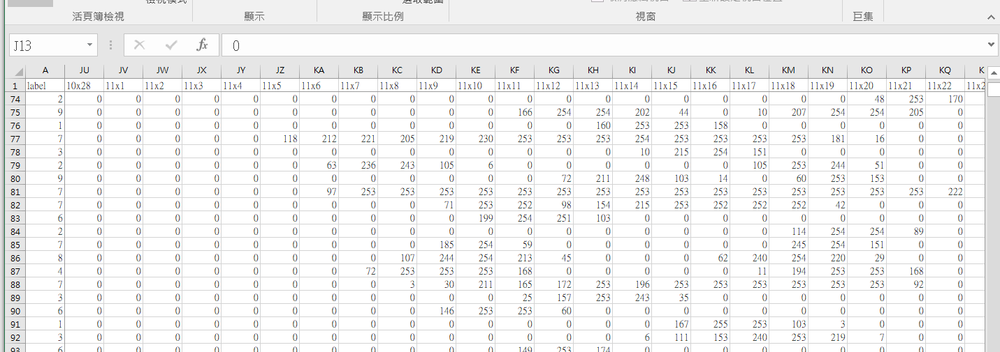 活頁簿檢視 顯示 顯示比例 視窗 巨集
J13 fx 0
A JU JV JW JX JY JZ KA KB KC KD KE KF KG KH KI KJ KK KL KM KN KO KP KQ K
1 label 10x28 11x1 11x2 11x3 11x4 11x5 11x6 11x7 11x8 11x9 11x10 11x11 11x12 11x13 11x14 11x15 11x16 11x17 11x18 11x19 11x20 11x21 11x22 11x2
74 2 0 0 0 0 0 0 0 0 0 0 0 0 0 0 0 0 0 0 0 0 48 253 170
75 9 0 0 0 0 0 0 0 0 0 0 0 166 254 254 202 44 0 10 207 254 254 205 0
76 1 0 0 0 0 0 0 0 0 0 0 0 0 0 160 253 253 158 0 0 0 0 0 0
77 7 0 0 0 0 0 118 212 221 205 219 230 253 253 253 254 253 253 253 253 181 16 0 0
78 3 0 0 0 0 0 0 0 0 0 0 0 0 0 0 10 215 254 151 0 0 0 0 0
79 2 0 0 0 0 0 0 63 236 243 105 6 0 0 0 0 0 0 105 253 244 51 0 0
80 9 0 0 0 0 0 0 0 0 0 0 0 0 72 211 248 103 14 0 60 253 153 0 0
81 7 0 0 0 0 0 0 97 253 253 253 253 253 253 253 253 253 253 253 253 253 253 253 222
82 7 0 0 0 0 0 0 0 0 0 71 253 252 98 154 215 253 252 252 252 42 0 0 0
83 6 0 0 0 0 0 0 0 0 0 0 199 254 251 103 0 0 0 0 0 0 0 0 0
84 2 0 0 0 0 0 0 0 0 0 0 0 0 0 0 0 0 0 0 114 254 254 89 0
85 7 0 0 0 0 0 0 0 0 0 185 254 59 0 0 0 0 0 0 245 254 151 0 0
86 8 0 0 0 0 0 0 0 0 107 244 254 213 45 0 0 0 62 240 254 220 29 0 0
87 4 0 0 0 0 0 0 0 72 253 253 253 168 0 0 0 0 0 11 194 253 253 168 0
88 7 0 0 0 0 0 0 0 0 3 30 211 165 172 253 196 253 253 253 253 253 253 92 0
89 3 0 0 0 0 0 0 0 0 0 0 0 25 157 253 243 35 0 0 0 0 0 0 0
90 6 0 0 0 0 0 0 0 0 0 146 253 253 60 0 0 0 0 0 0 0 0 0 0
91 1 0 0 0 0 0 0 0 0 0 0 0 0 0 0 0 167 255 253 103 3 0 0 0
92 3 0 0 0 0 0 0 0 0 0 0 0 0 0 0 6 111 153 240 253 219 7 0 0
93 6 0 0 0 0 0 0 0 0 0 0 0 149 253 174 0 0 0 0 0 0 0 0 0